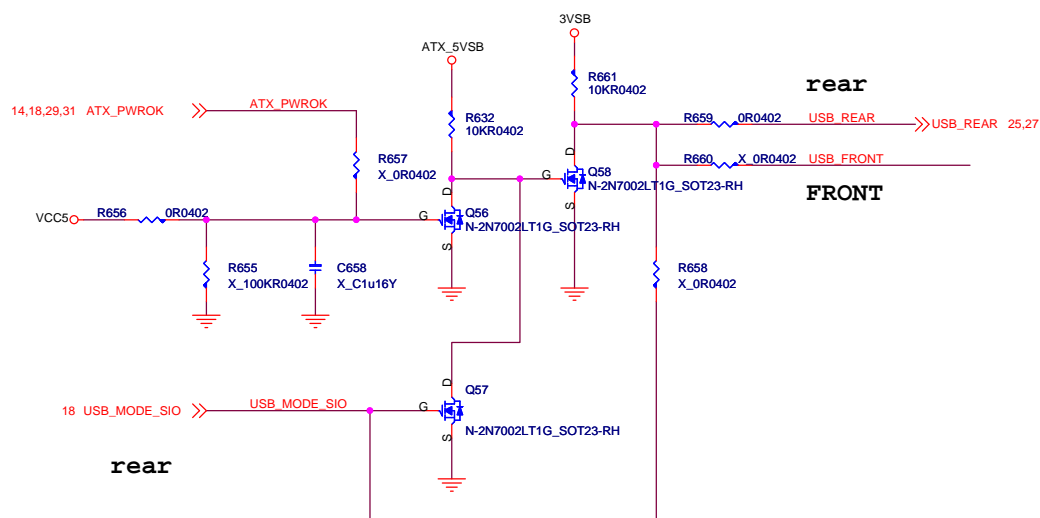 3VSB
ATX_5VSB
R661
10KR0402
rear
14,18,29,31 ATX_PWROK
ATX_PWROK
R632
10KR0402
R659
0R0402
USB_REAR
USB_REAR 25,27
R657
X_0R0402
D
G
S
Q58
N-2N7002LT1G_SOT23-RH
R660
X_0R0402
USB_FRONT
FRONT
VCC5
R656
0R0402
D
G
S
Q56
N-2N7002LT1G_SOT23-RH
R655
X_100KR0402
C658
X_C1u16Y
R658
X_0R0402
18 USB_MODE_SIO
USB_MODE_SIO
D
G
S
Q57
N-2N7002LT1G_SOT23-RH
rear